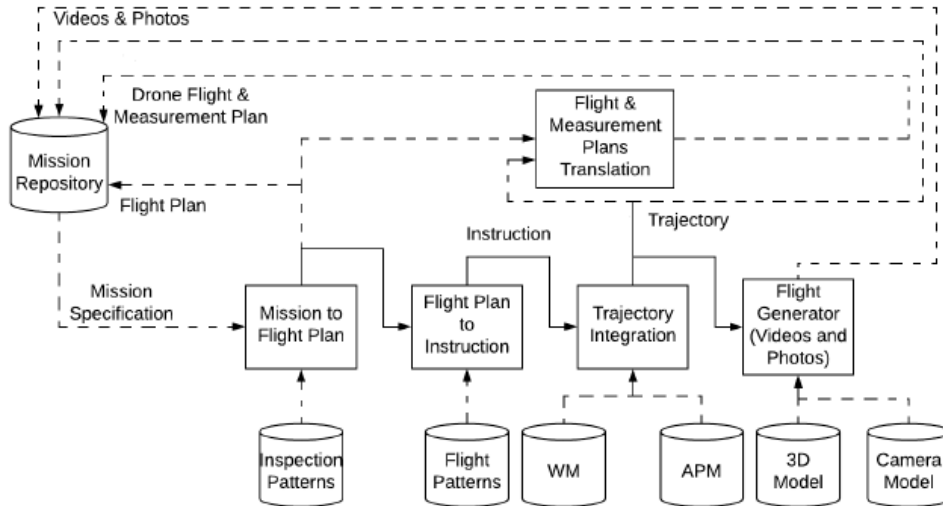 Videos & Photos
Drone Flight &
Measurement Plan
Flight &
Measurement
Plans
Translation
Mission
Repository
Flight Plan
Instruction
Trajectory
Mission
Specification
Mission to
Flight Plan
Flight Plan
to
Instruction
Trajectory
Integration
Flight
Generator
(Videos and
Photos)
Inspection
Patterns
Flight
Patterns
WM
APM
3D
Model
Camera
Model